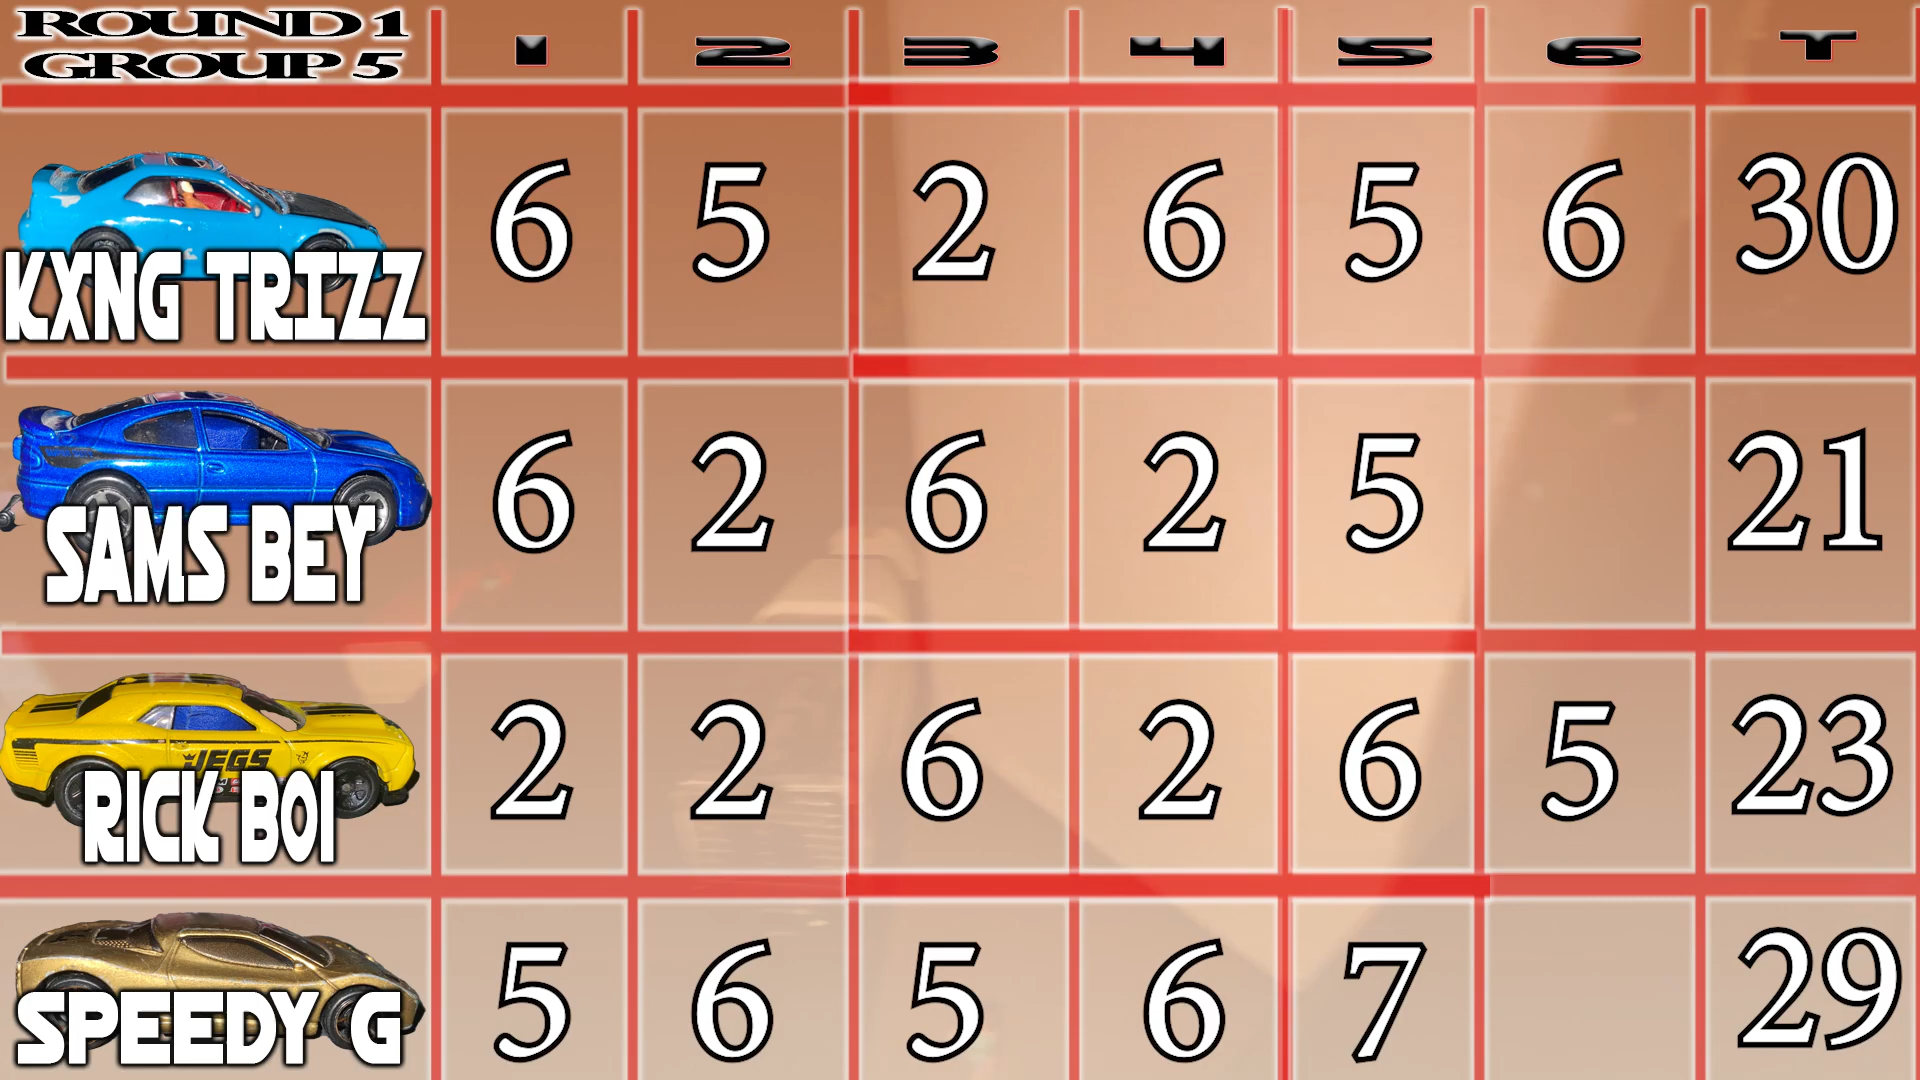 ROUND 1
GROUP 5
1 2 3 4 5 6 T
KXNG TRIZZ 6 5 2 6 5 6 30
SAMS BEY 6 2 6 2 5 21
JEGS
RICK BOI 2 2 6 2 6 5 23
SPEEDY G 5 6 5 6 7 29